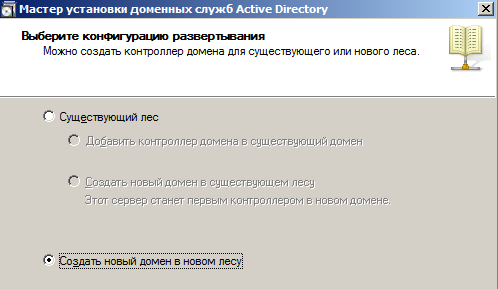 Мастер установки доменных служб Active Directory
Выберите конфигурацию развертывания
Можно создать контроллер домена для существующего или нового леса.
Существующий лес
Добавить контроллер домена в существующий домен
Создать новый домен в существующем лесу
Этот сервер станет первым контроллером в новом домене.
Создать новый домен в новом лесу